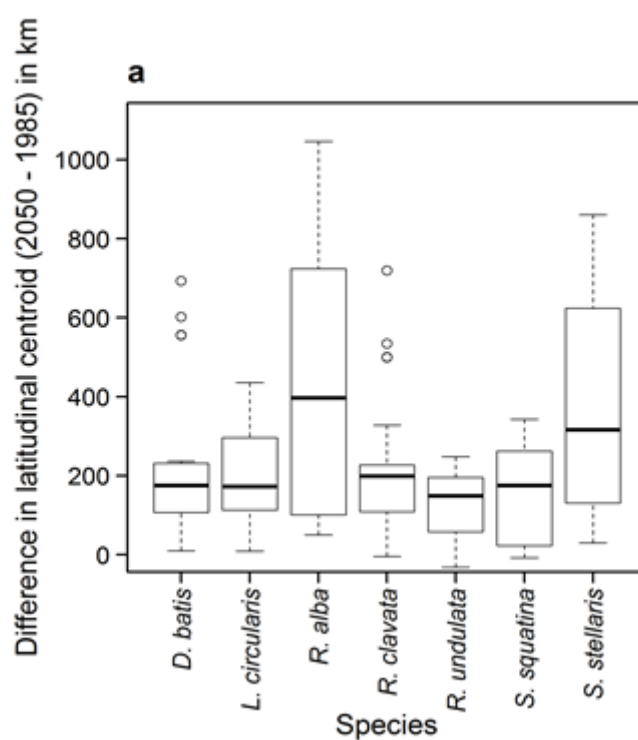 a
Difference in latitudinal centroid (2050 - 1985) in km
1000
800
600
400
200
0
D. batis
L. circularis
R. alba
R. clavata
R. undulata
S. squatina
S. stellaris
Species